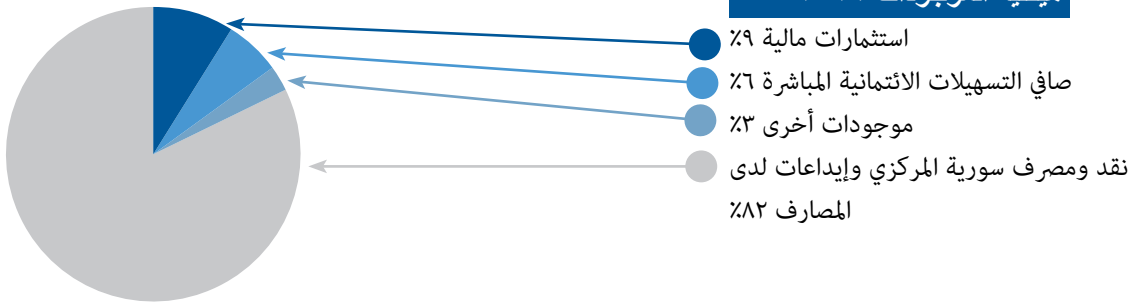 استثمارات مالية ٩٪
صافي التسهيلات الائتمانية المباشرة ٦٪
موجودات أخرى ٣٪
نقد ومصرف سورية المركزي وإيداعات لدى
المصارف ٨٢٪